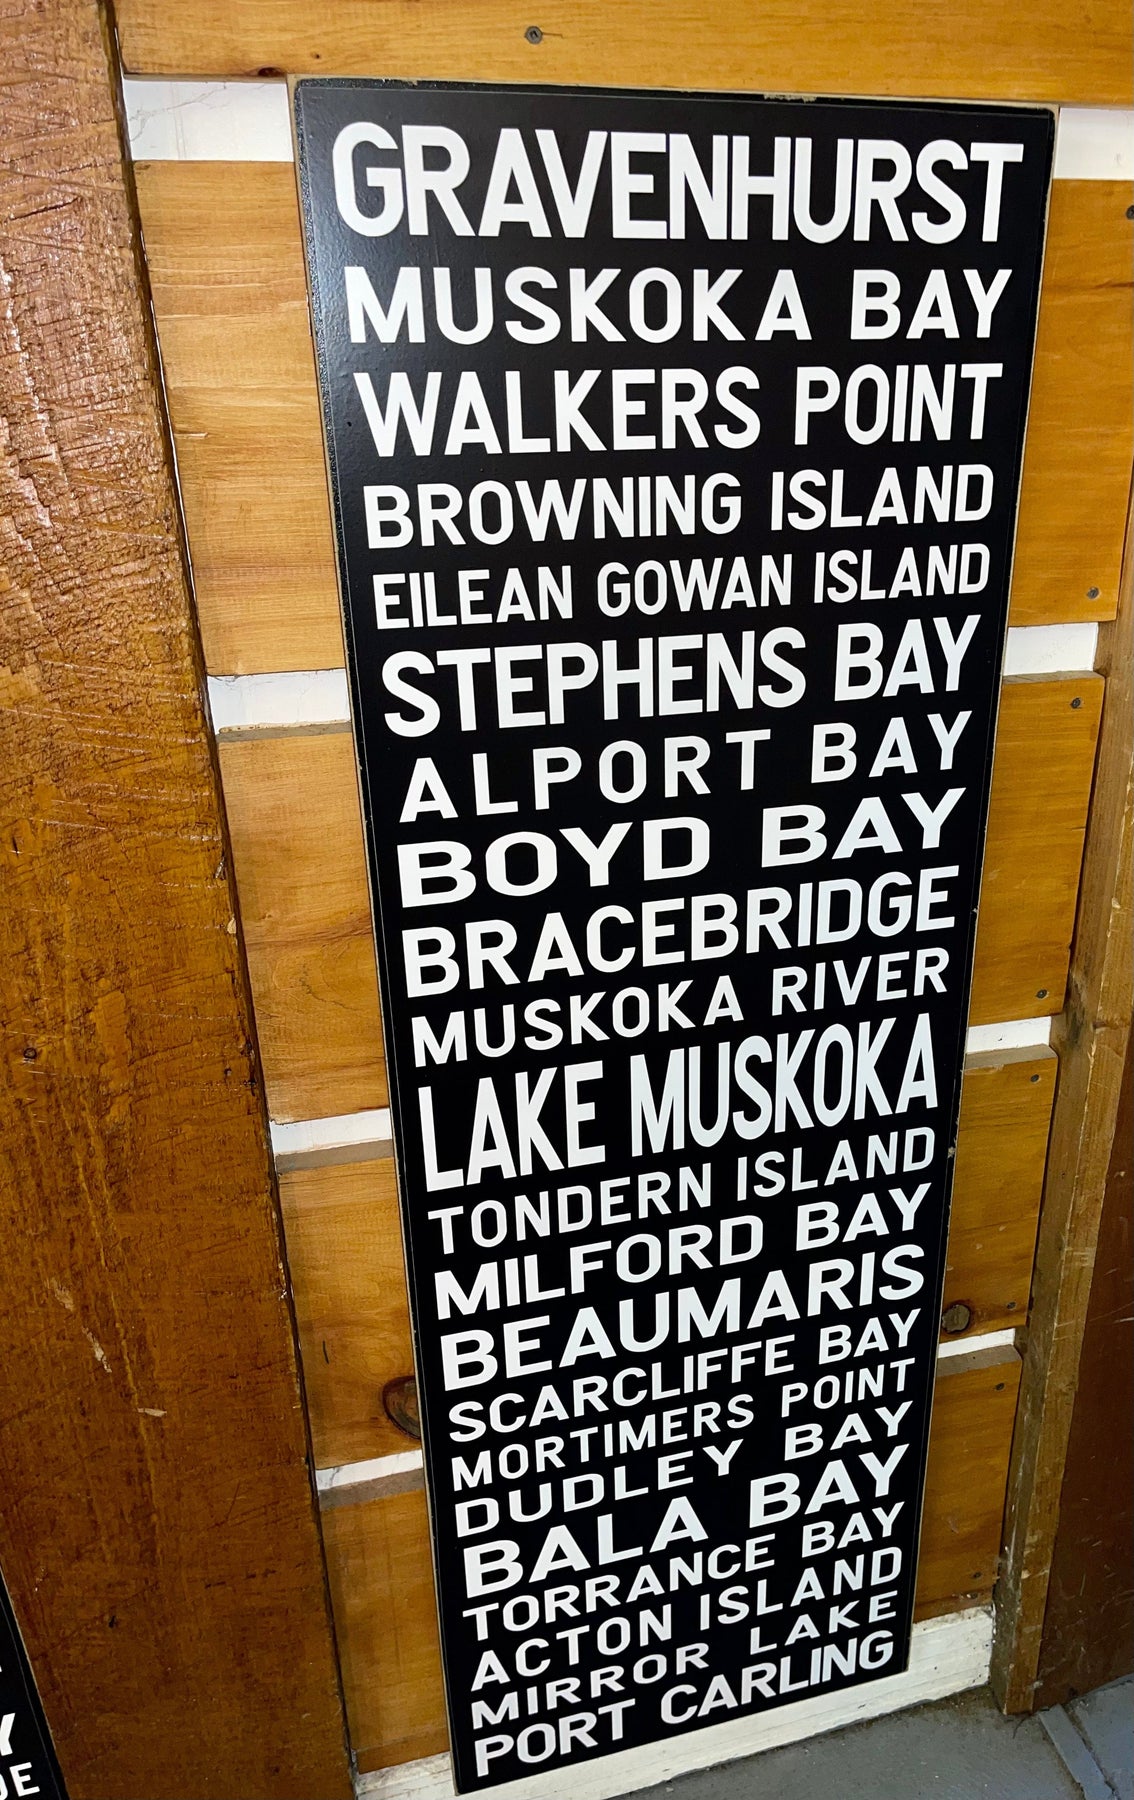 GRAVENHURST
MUSKOKA BAY
WALKERS POINT
BROWNING ISLAND
EILEAN GOWAN ISLAND
STEPHENS BAY
ALPORT BAY
BOYD BAY
BRACEBRIDGE
MUSKOKA RIVER
LAKE MUSKOKA
TONDERN ISLAND
MILFORD BAY
BEAUMARIS
SCARCLIFFE BAY
MORTIMERS POINT
DUDLEY BAY
BALA BAY
TORRANCE BAY
ACTON ISLAND
MIRROR LAKE
PORT CARLING